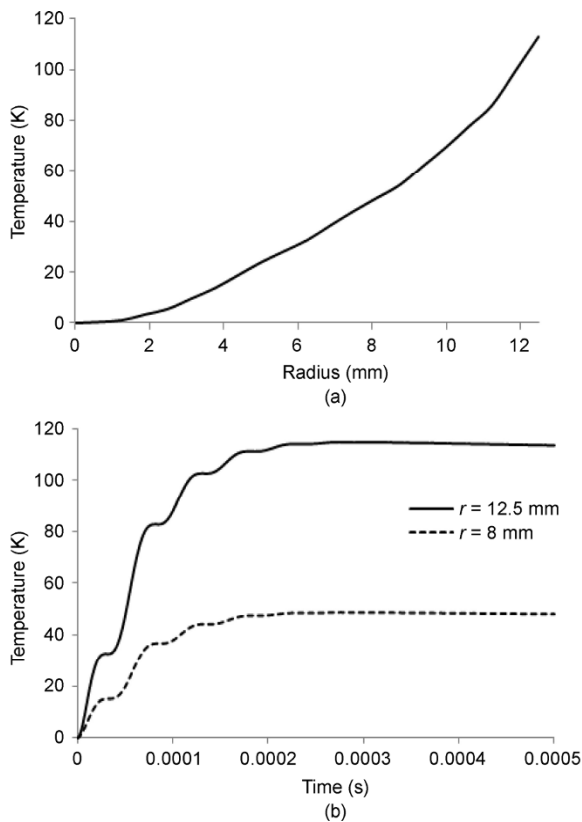 120
100
80
60
40
20
0
Temperature (K)
0 2 4 6 8 10 12
Radius (mm)
(a)
120
100
80
60
40
20
0
Temperature (K)
r = 12.5 mm
r = 8 mm
0 0.0001 0.0002 0.0003 0.0004 0.0005
Time (s)
(b)